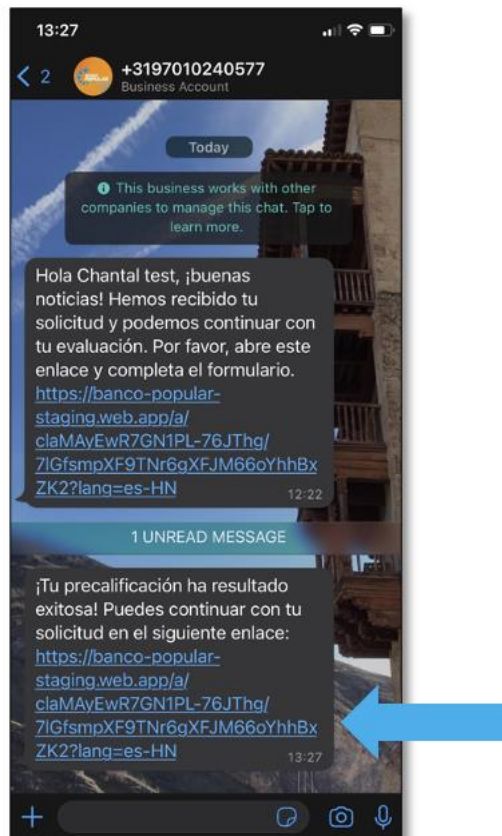 13:27
2
+3197010240577
Business Account
Today
This business works with other
companies to manage this chat. Tap to
learn more.
Hola Chantal test, ¡buenas
noticias! Hemos recibido tu
solicitud y podemos continuar con
tu evaluación. Por favor, abre este
enlace y completa el formulario.
https://banco-popular-
staging.web.app/a/
claMAyEwR7GN1PL-76JThg/
7IGfsmpXF9TNr6gXFJM66oYhhBx
ZK2?lang=es-HN
12:22
1 UNREAD MESSAGE
¡Tu precalificación ha resultado
exitosa! Puedes continuar con tu
solicitud en el siguiente enlace:
https://banco-popular-
staging.web.app/a/
claMAyEwR7GN1PL-76JThg/
7IGfsmpXF9TNr6gXFJM66oYhhBx
ZK2?lang=es-HN
13:27